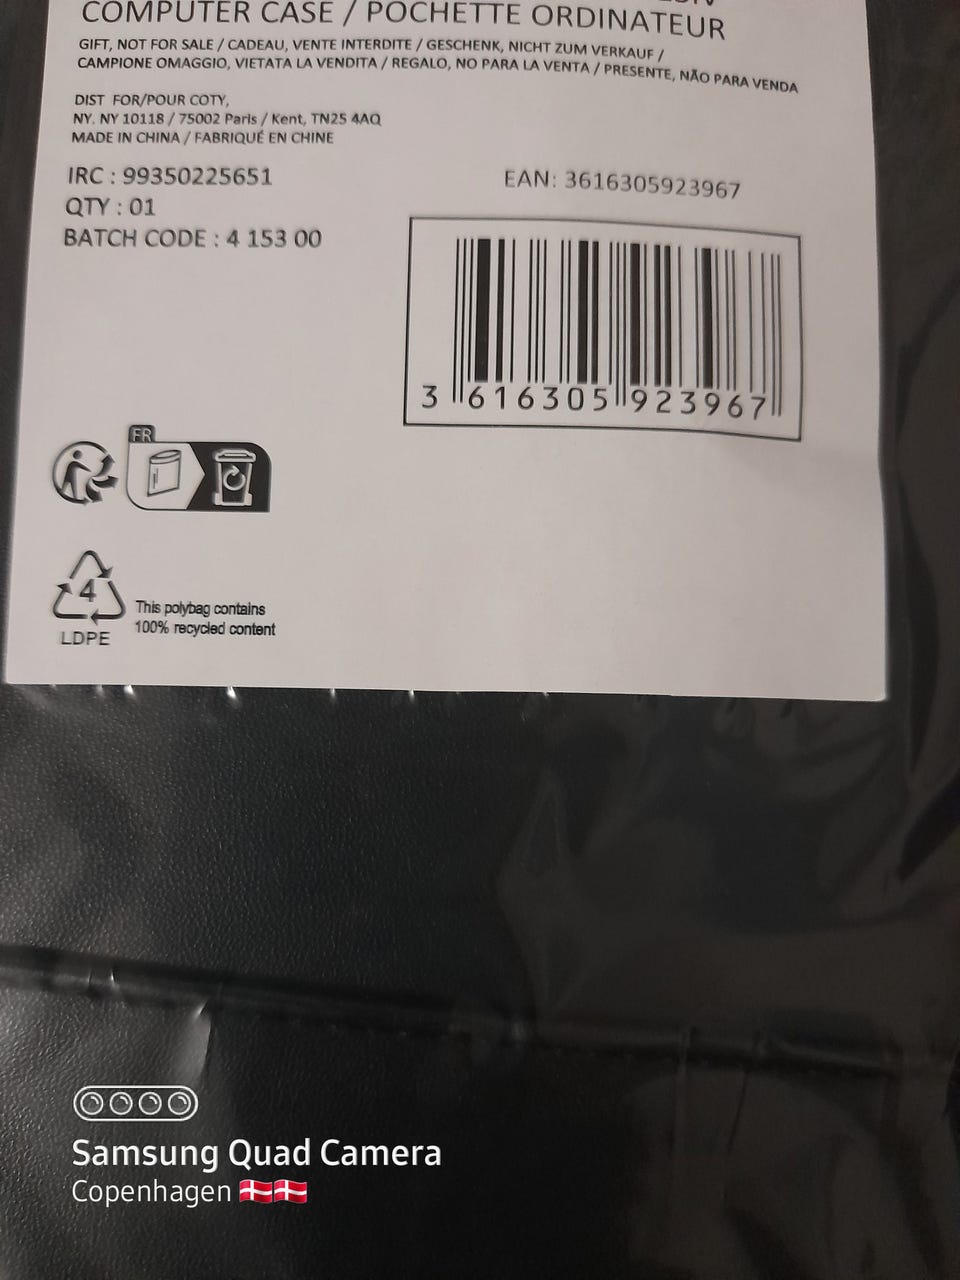 COMPUTER CASE / POCHETTE ORDINATEUR
GIFT, NOT FOR SALE / CADEAU, VENTE INTERDITE / GESCHENK, NICHT ZUM VERKAUF /
CAMPIONE OMAGGIO, VIETATA LA VENDITA / REGALO, NO PARA LA VENTA / PRESENTE, NÃO PARA VENDA
DIST FOR/POUR COTY,
NY. NY 10118 / 75002 Paris / Kent, TN25 4AQ
MADE IN CHINA / FABRIQUÉ EN CHINE
IRC : 99350225651
QTY : 01
BATCH CODE : 4 153 00
EAN: 3616305923967
3 616305 923967
FR
4
LDPE
This polybag contains
100% recycled content
Samsung Quad Camera
Copenhagen 🇩🇰🇩🇰